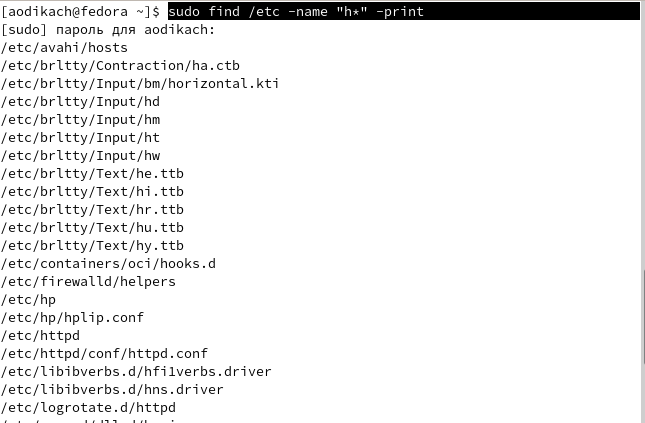 [aodikach@fedora ~]$ sudo find /etc -name "h*" -print
[sudo] пароль для aodikach:
/etc/avahi/hosts
/etc/brltty/Contraction/ha.ctb
/etc/brltty/Input/bm/horizontal.kti
/etc/brltty/Input/hd
/etc/brltty/Input/hm
/etc/brltty/Input/ht
/etc/brltty/Input/hw
/etc/brltty/Text/he.ttb
/etc/brltty/Text/hi.ttb
/etc/brltty/Text/hr.ttb
/etc/brltty/Text/hu.ttb
/etc/brltty/Text/hy.ttb
/etc/containers/oci/hooks.d
/etc/firewalld/helpers
/etc/hp
/etc/hp/hplip.conf
/etc/httpd
/etc/httpd/conf/httpd.conf
/etc/libibverbs.d/hfi1verbs.driver
/etc/libibverbs.d/hns.driver
/etc/logrotate.d/httpd